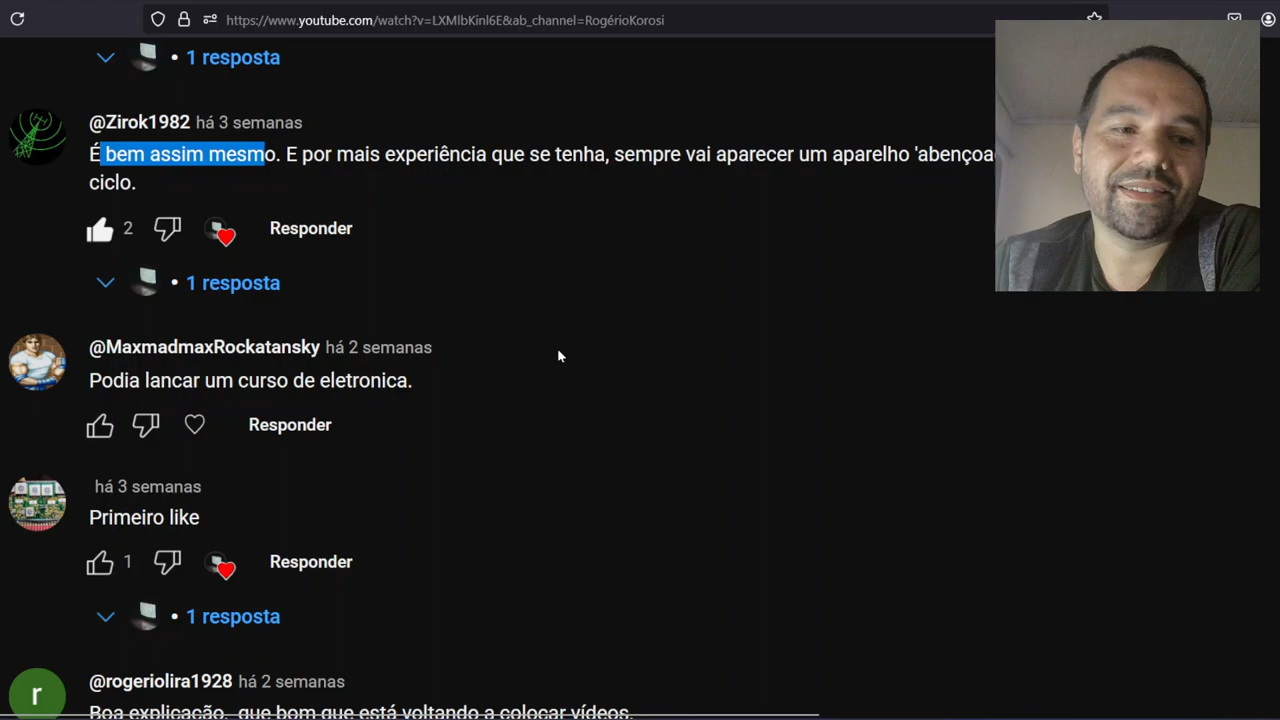 https://www.youtube.com/watch?v=LXMlbKinl6E&ab_channel=RogérioKorosi
• 1 resposta
@Zirok1982 há 3 semanas
É bem assim mesmo. E por mais experiência que se tenha, sempre vai aparecer um aparelho 'abençoa
ciclo.
2 Responder
• 1 resposta
@MaxmadmaxRockatansky há 2 semanas
Podia lancar um curso de eletronica.
Responder
há 3 semanas
Primeiro like
1 Responder
• 1 resposta
r
@rogeriolira1928 há 2 semanas
Boa explicação, que bom que está voltando a colocar vídeos.